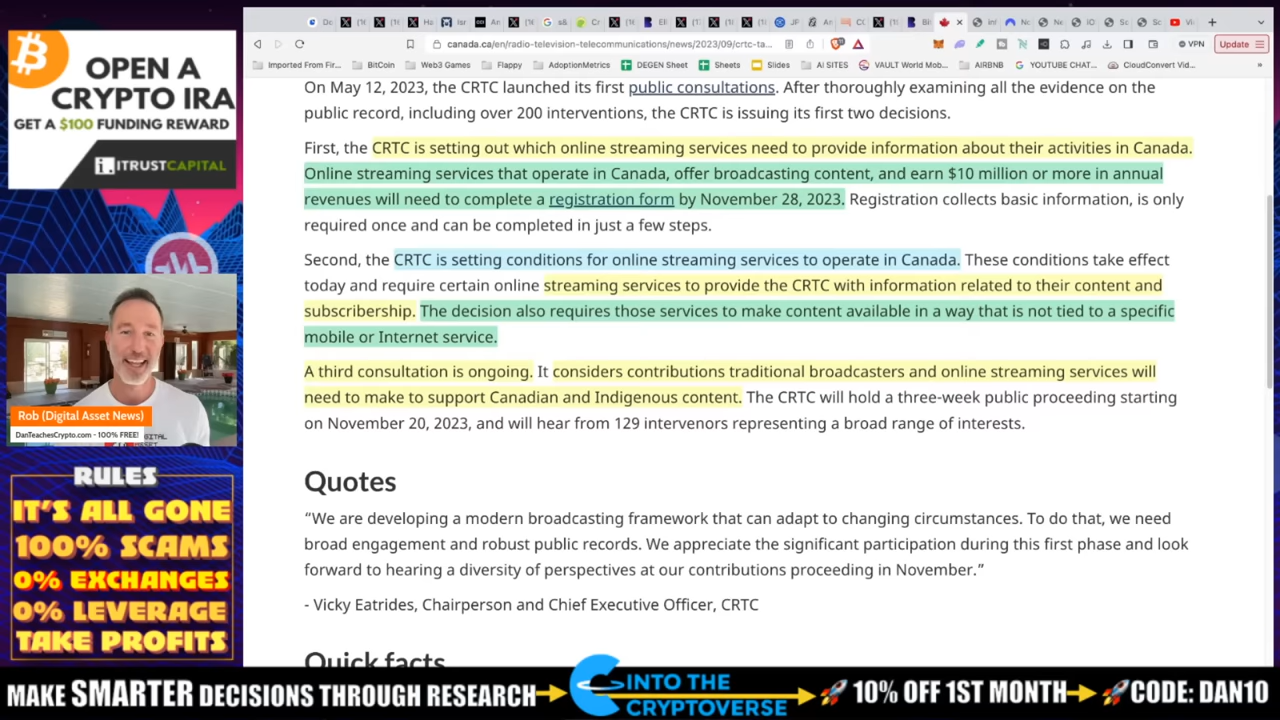 OPEN A
CRYPTO IRA
GET A $100 FUNDING REWARD
ITRUSTCAPITAL
Rob (Digital Asset News)
DanTeachesCrypto.com - 100% FREE!
RULES
IT'S ALL GONE
100% SCAMS
0% EXCHANGES
0% LEVERAGE
TAKE PROFITS
canada.ca/en/radio-television-telecommunications/news/2023/09/crtc-ta...
VPN
Update
Imported From Fir...
BitCoin
Web3 Games
Flappy
AdoptionMetrics
DEGEN Sheet
Sheets
Slides
AI SITES
VAULT World Mob...
AIRBNB
YOUTUBE CHAT...
CloudConvert Vid...
On May 12, 2023, the CRTC launched its first public consultations. After thoroughly examining all the evidence on the
public record, including over 200 interventions, the CRTC is issuing its first two decisions.
First, the CRTC is setting out which online streaming services need to provide information about their activities in Canada.
Online streaming services that operate in Canada, offer broadcasting content, and earn $10 million or more in annual
revenues will need to complete a registration form by November 28, 2023. Registration collects basic information, is only
required once and can be completed in just a few steps.
Second, the CRTC is setting conditions for online streaming services to operate in Canada. These conditions take effect
today and require certain online streaming services to provide the CRTC with information related to their content and
subscribership. The decision also requires those services to make content available in a way that is not tied to a specific
mobile or Internet service.
A third consultation is ongoing. It considers contributions traditional broadcasters and online streaming services will
need to make to support Canadian and Indigenous content. The CRTC will hold a three-week public proceeding starting
on November 20, 2023, and will hear from 129 intervenors representing a broad range of interests.
Quotes
“We are developing a modern broadcasting framework that can adapt to changing circumstances. To do that, we need
broad engagement and robust public records. We appreciate the significant participation during this first phase and look
forward to hearing a diversity of perspectives at our contributions proceeding in November.”
- Vicky Eatrides, Chairperson and Chief Executive Officer, CRTC
Quick facts
MAKE SMARTER DECISIONS THROUGH RESEARCH
INTO THE
CRYPTOVERSE
10% OFF 1ST MONTH
CODE: DAN10